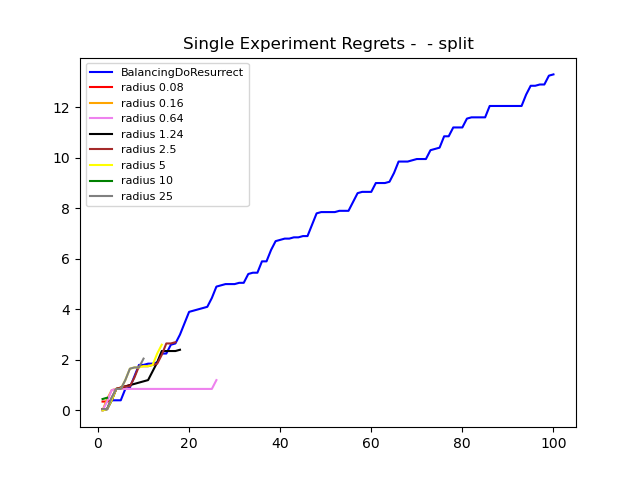 Single Experiment Regrets -  - split
BalancingDoResurrect
radius 0.08
radius 0.16
radius 0.64
radius 1.24
radius 2.5
radius 5
radius 10
radius 25
12
10
8
6
4
2
0
0 20 40 60 80 100